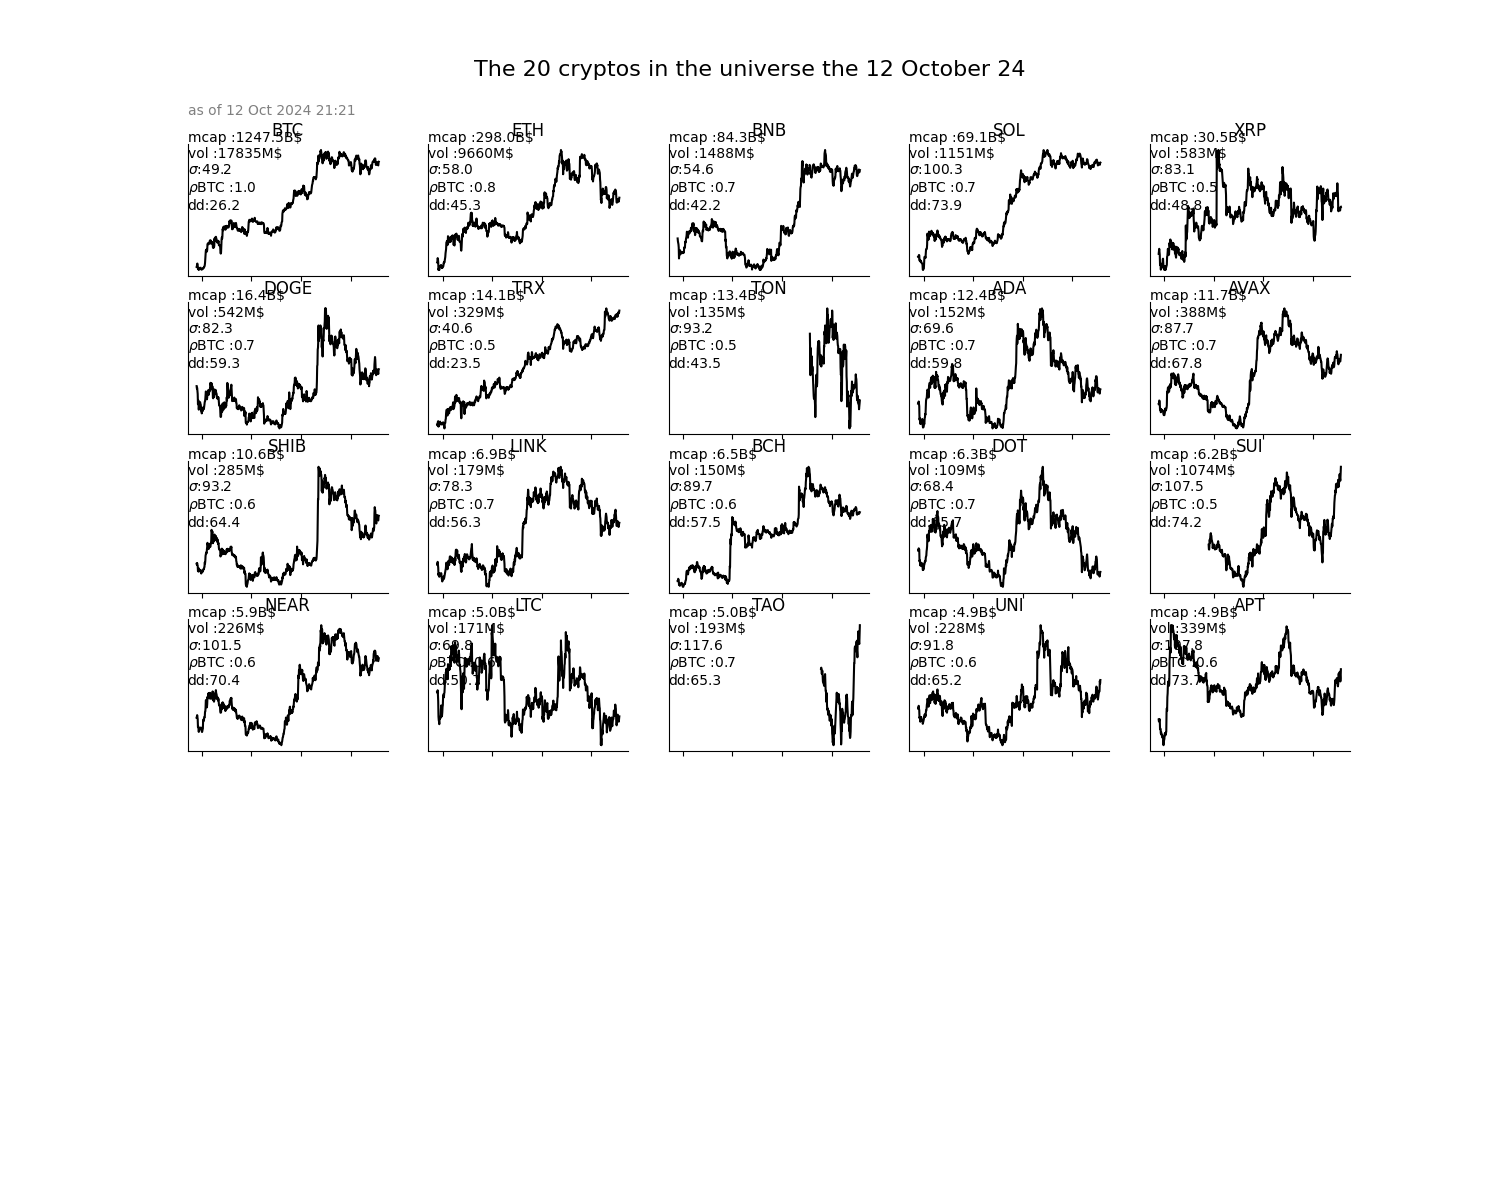 The 20 cryptos in the universe the 12 October 24
as of 12 Oct 2024 21:21
BTC
mcap :1247.5B$
vol :17835M$
σ:49.2
ρBTC :1.0
dd:26.2
ETH
mcap :298.0B$
vol :9660M$
σ:58.0
ρBTC :0.8
dd:45.3
BNB
mcap :84.3B$
vol :1488M$
σ:54.6
ρBTC :0.7
dd:42.2
SOL
mcap :69.1B$
vol :1151M$
σ:100.3
ρBTC :0.7
dd:73.9
XRP
mcap :30.5B$
vol :583M$
σ:83.1
ρBTC :0.5
dd:48.8
DOGE
mcap :16.4B$
vol :542M$
σ:82.3
ρBTC :0.7
dd:59.3
TRX
mcap :14.1B$
vol :329M$
σ:40.6
ρBTC :0.5
dd:23.5
TON
mcap :13.4B$
vol :135M$
σ:93.2
ρBTC :0.5
dd:43.5
ADA
mcap :12.4B$
vol :152M$
σ:69.6
ρBTC :0.7
dd:59.8
AVAX
mcap :11.7B$
vol :388M$
σ:87.7
ρBTC :0.7
dd:67.8
SHIB
mcap :10.6B$
vol :285M$
σ:93.2
ρBTC :0.6
dd:64.4
LINK
mcap :6.9B$
vol :179M$
σ:78.3
ρBTC :0.7
dd:56.3
BCH
mcap :6.5B$
vol :150M$
σ:89.7
ρBTC :0.6
dd:57.5
DOT
mcap :6.3B$
vol :109M$
σ:68.4
ρBTC :0.7
SUI
mcap :6.2B$
vol :1074M$
σ:107.5
ρBTC :0.5
dd:74.2
NEAR
mcap :5.9B$
vol :226M$
σ:101.5
ρBTC :0.6
dd:70.4
LTC
mcap :5.0B$
vol :171M$
TAO
mcap :5.0B$
vol :193M$
σ:117.6
ρBTC :0.7
dd:65.3
UNI
mcap :4.9B$
vol :228M$
σ:91.8
ρBTC :0.6
dd:65.2
APT
mcap :4.9B$
vol :339M$
ρBTC :0.6